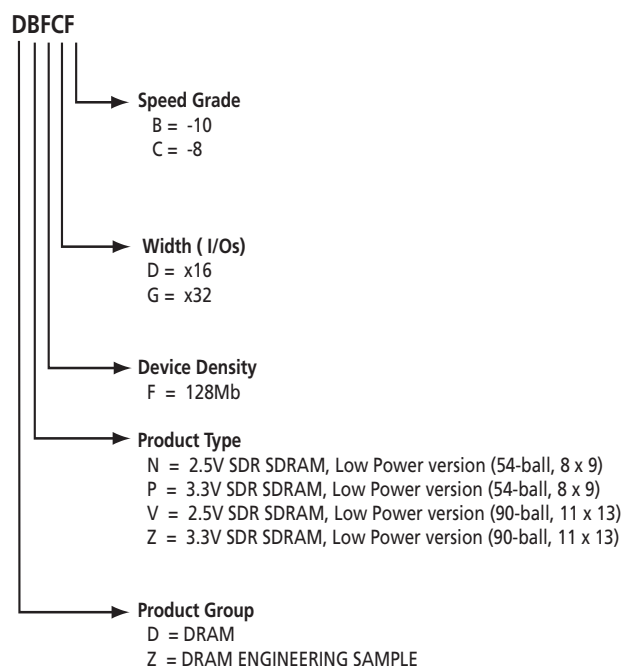 DBFCF
Speed Grade
B = -10
C = -8
Width ( I/Os)
D = x16
G = x32
Device Density
F = 128Mb
Product Type
N = 2.5V SDR SDRAM, Low Power version (54-ball, 8 x 9)
P = 3.3V SDR SDRAM, Low Power version (54-ball, 8 x 9)
V = 2.5V SDR SDRAM, Low Power version (90-ball, 11 x 13)
Z = 3.3V SDR SDRAM, Low Power version (90-ball, 11 x 13)
Product Group
D = DRAM
Z = DRAM ENGINEERING SAMPLE